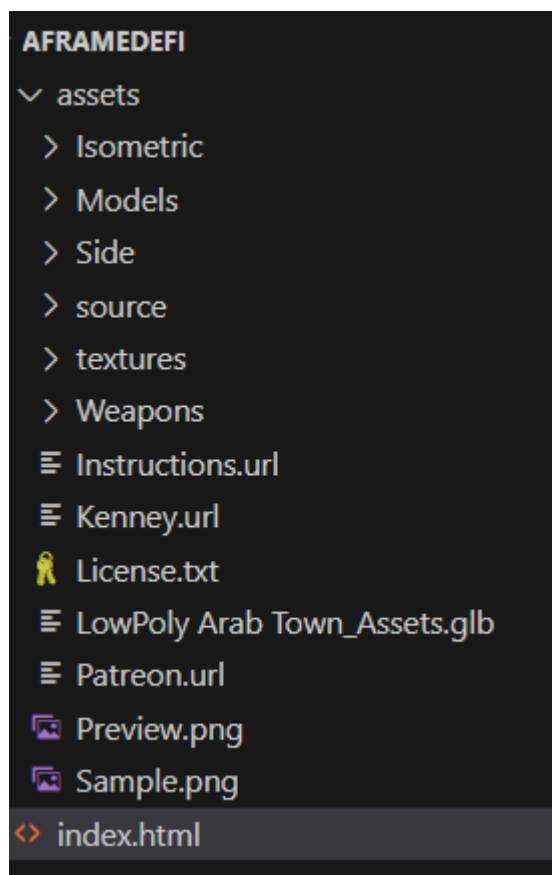 AFRAMEDEFI
assets
Isometric
Models
Side
source
textures
Weapons
Instructions.url
Kenney.url
License.txt
LowPoly Arab Town_Assets.glb
Patreon.url
Preview.png
Sample.png
index.html